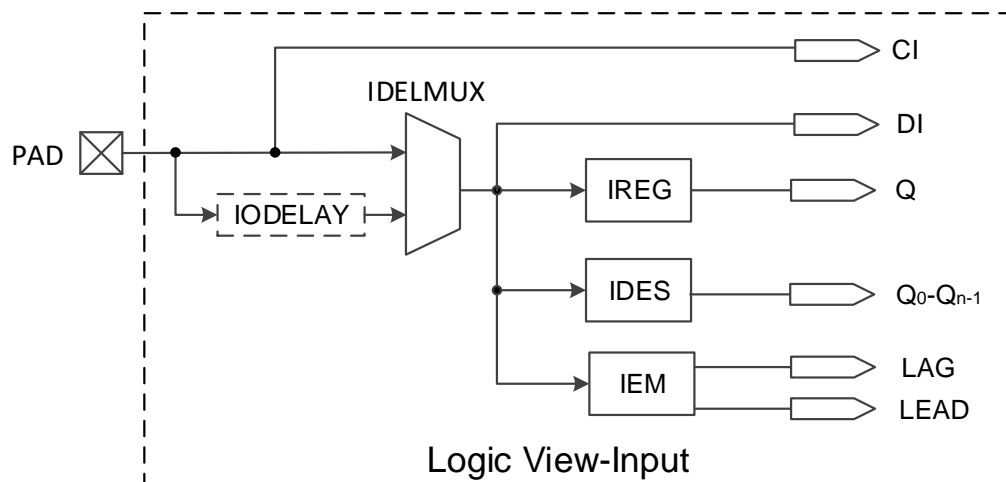 CI
IDELMUX
DI
PAD
IREG
Q
IODELAY
IDES
Q0-Qn-1
IEM
LAG
LEAD
Logic View-Input